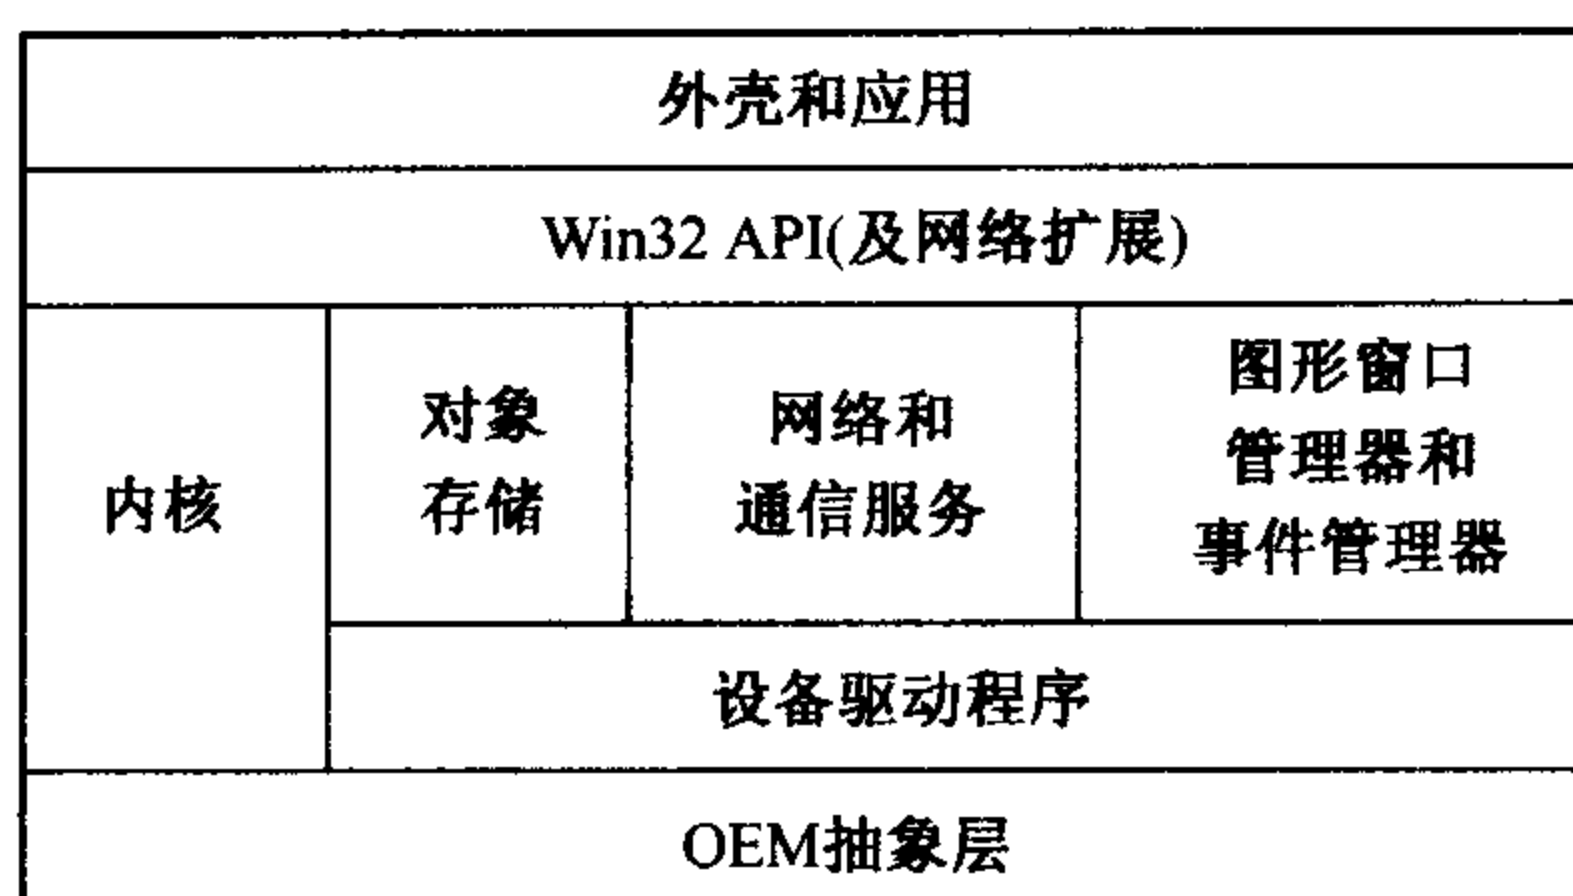 外壳和应用
Win32 API(及网络扩展)
内核
对象
存储
网络和
通信服务
图形窗口
管理器和
事件管理器
设备驱动程序
OEM抽象层